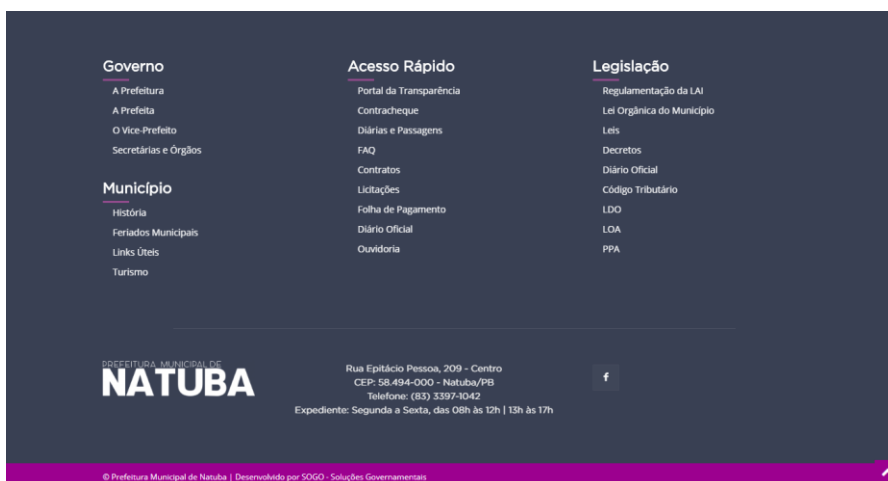 Governo
A Prefeitura
A Prefeita
O Vice-Prefeito
Secretárias e Órgãos
Município
História
Feriados Municipais
Links Úteis
Turismo
Acesso Rápido
Portal da Transparência
Contracheque
Diárias e Passagens
FAQ
Contratos
Licitações
Folha de Pagamento
Diário Oficial
Ouvidoria
Legislação
Regulamentação da LAI
Lei Orgânica do Município
Leis
Decretos
Diário Oficial
Código Tributário
LDO
LOA
PPA
PREFEITURA MUNICIPAL DE
NATUBA
Rua Epitácio Pessoa, 209 - Centro
CEP: 58.494-000 - Natuba/PB
Telefone: (83) 3397-1042
Expediente: Segunda a Sexta, das 08h às 12h | 13h às 17h
© Prefeitura Municipal de Natuba | Desenvolvido por SOGO - Soluções Governamentais